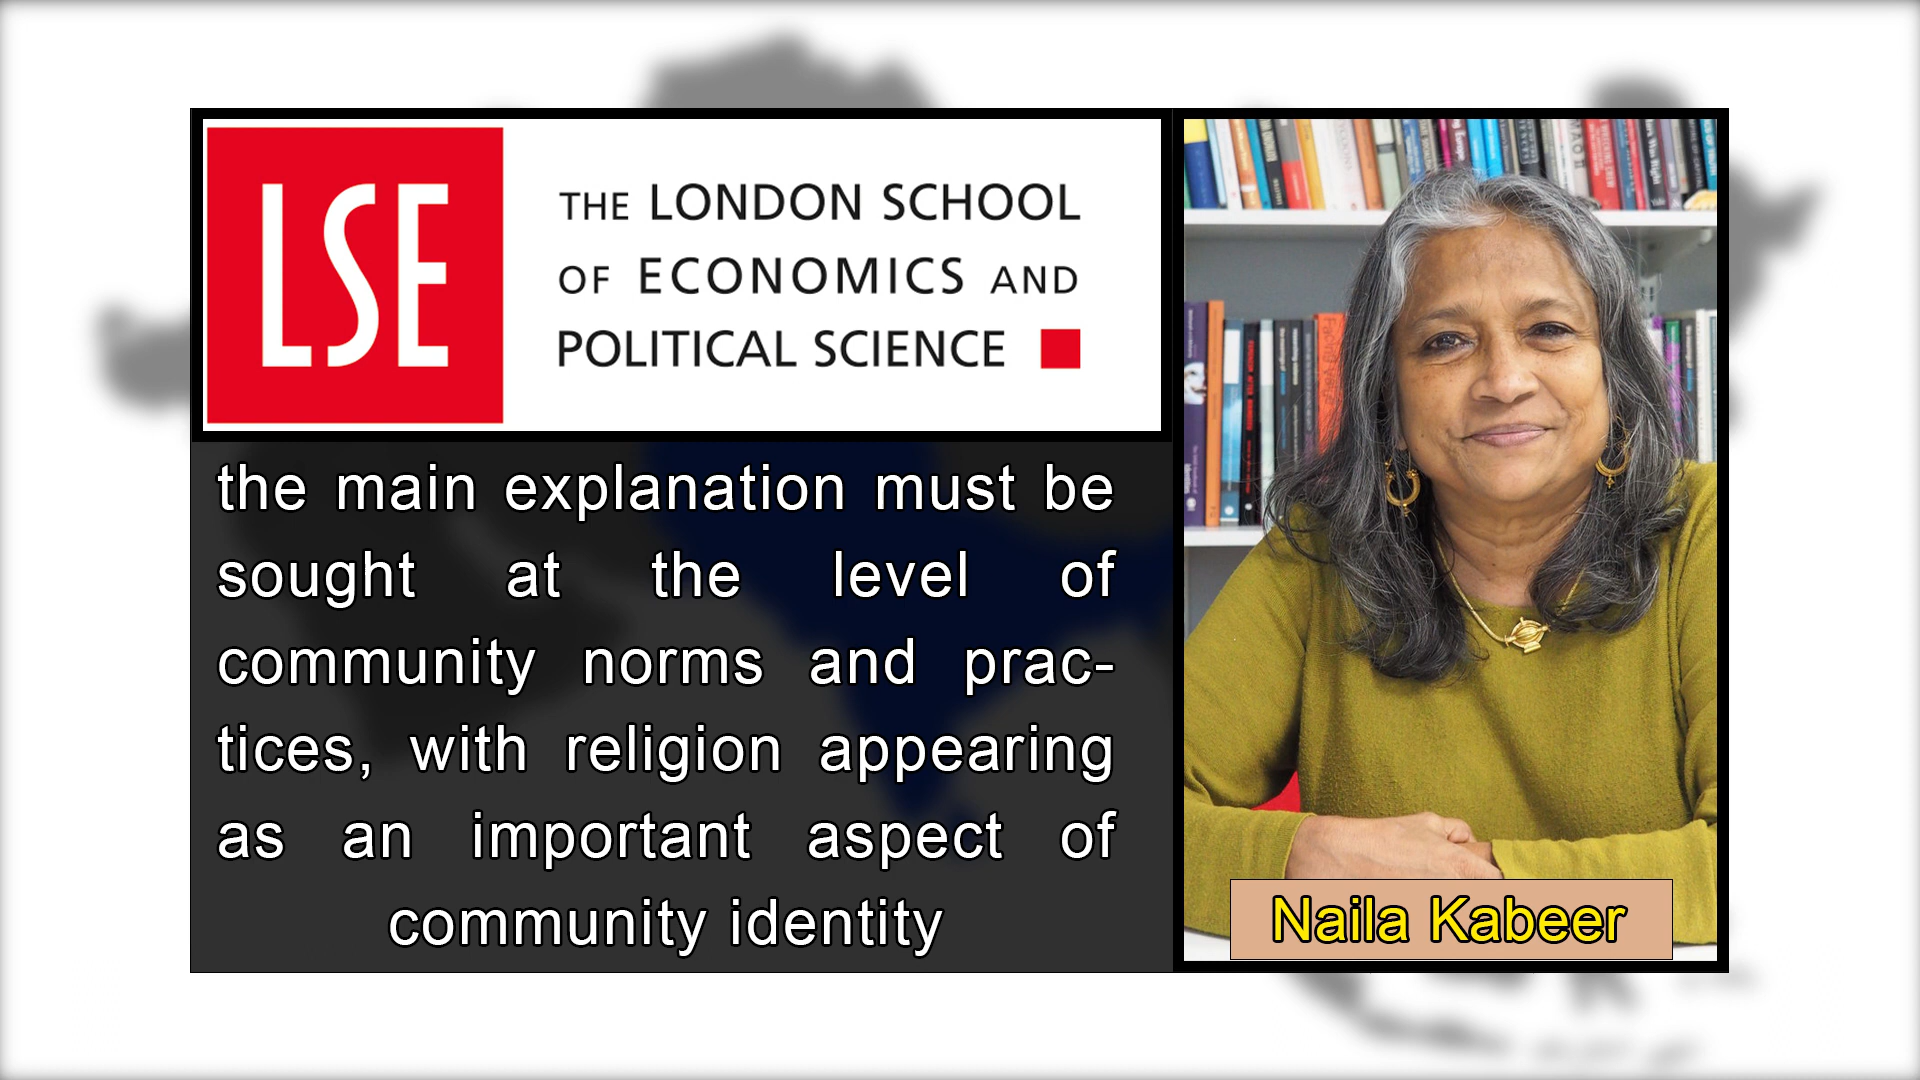 LSE
THE LONDON SCHOOL
OF ECONOMICS AND
POLITICAL SCIENCE
the main explanation must be
sought at the level of
community norms and prac-
tices, with religion appearing
as an important aspect of
community identity
Naila Kabeer